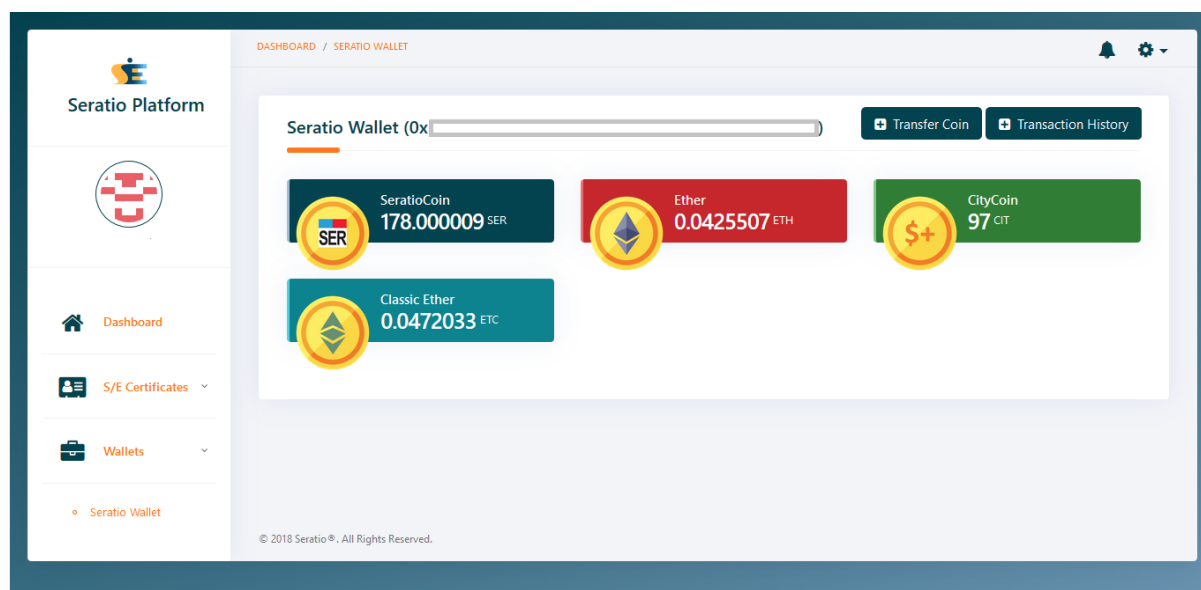 DASHBOARD / SERATIO WALLET
SE
Seratio Platform
Seratio Wallet (0x )
Transfer Coin
Transaction History
SER
SeratioCoin
178.000009 SER
Ether
0.0425507 ETH
$+
CityCoin
97 CIT
Classic Ether
0.0472033 ETC
Dashboard
S/E Certificates
Wallets
Seratio Wallet
© 2018 Seratio ®. All Rights Reserved.